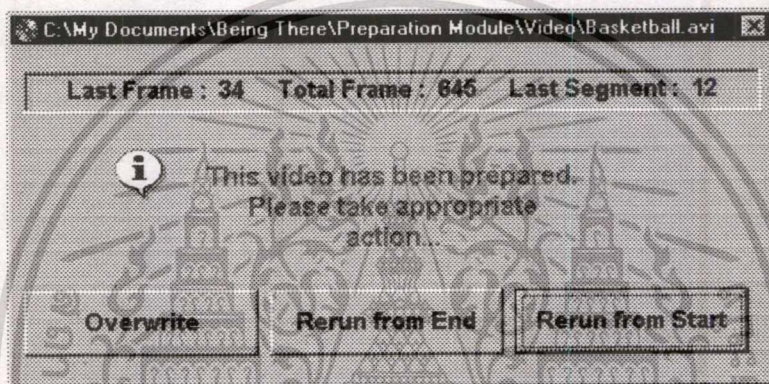 C:\My Documents\Being There\Preparation Module\Video\Basketball.avi
Last Frame : 34 Total Frame : 645 Last Segment : 12
This video has been prepared.
Please take appropriate
action...
Overwrite Rerun from End Rerun from Start